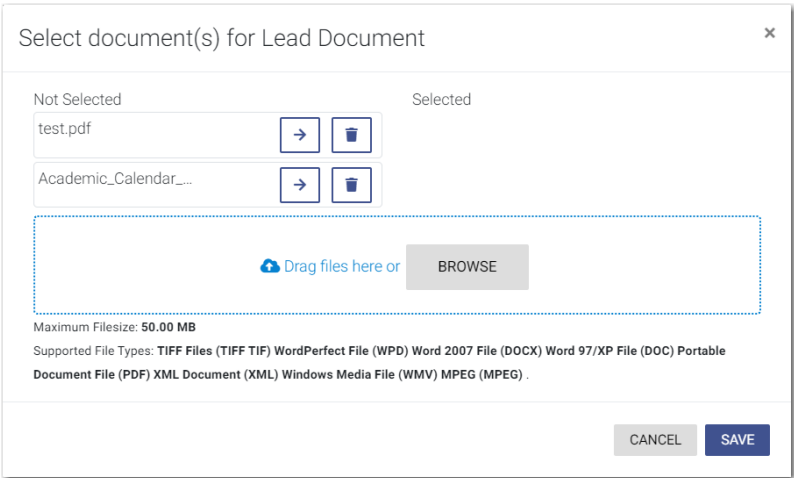 Select document(s) for Lead Document
×
Not Selected
Selected
test.pdf
Academic_Calendar_...
Drag files here or
BROWSE
Maximum Filesize: 50.00 MB
Supported File Types: TIFF Files (TIFF TIF) WordPerfect File (WPD) Word 2007 File (DOCX) Word 97/XP File (DOC) Portable
Document File (PDF) XML Document (XML) Windows Media File (WMV) MPEG (MPEG) .
CANCEL
SAVE